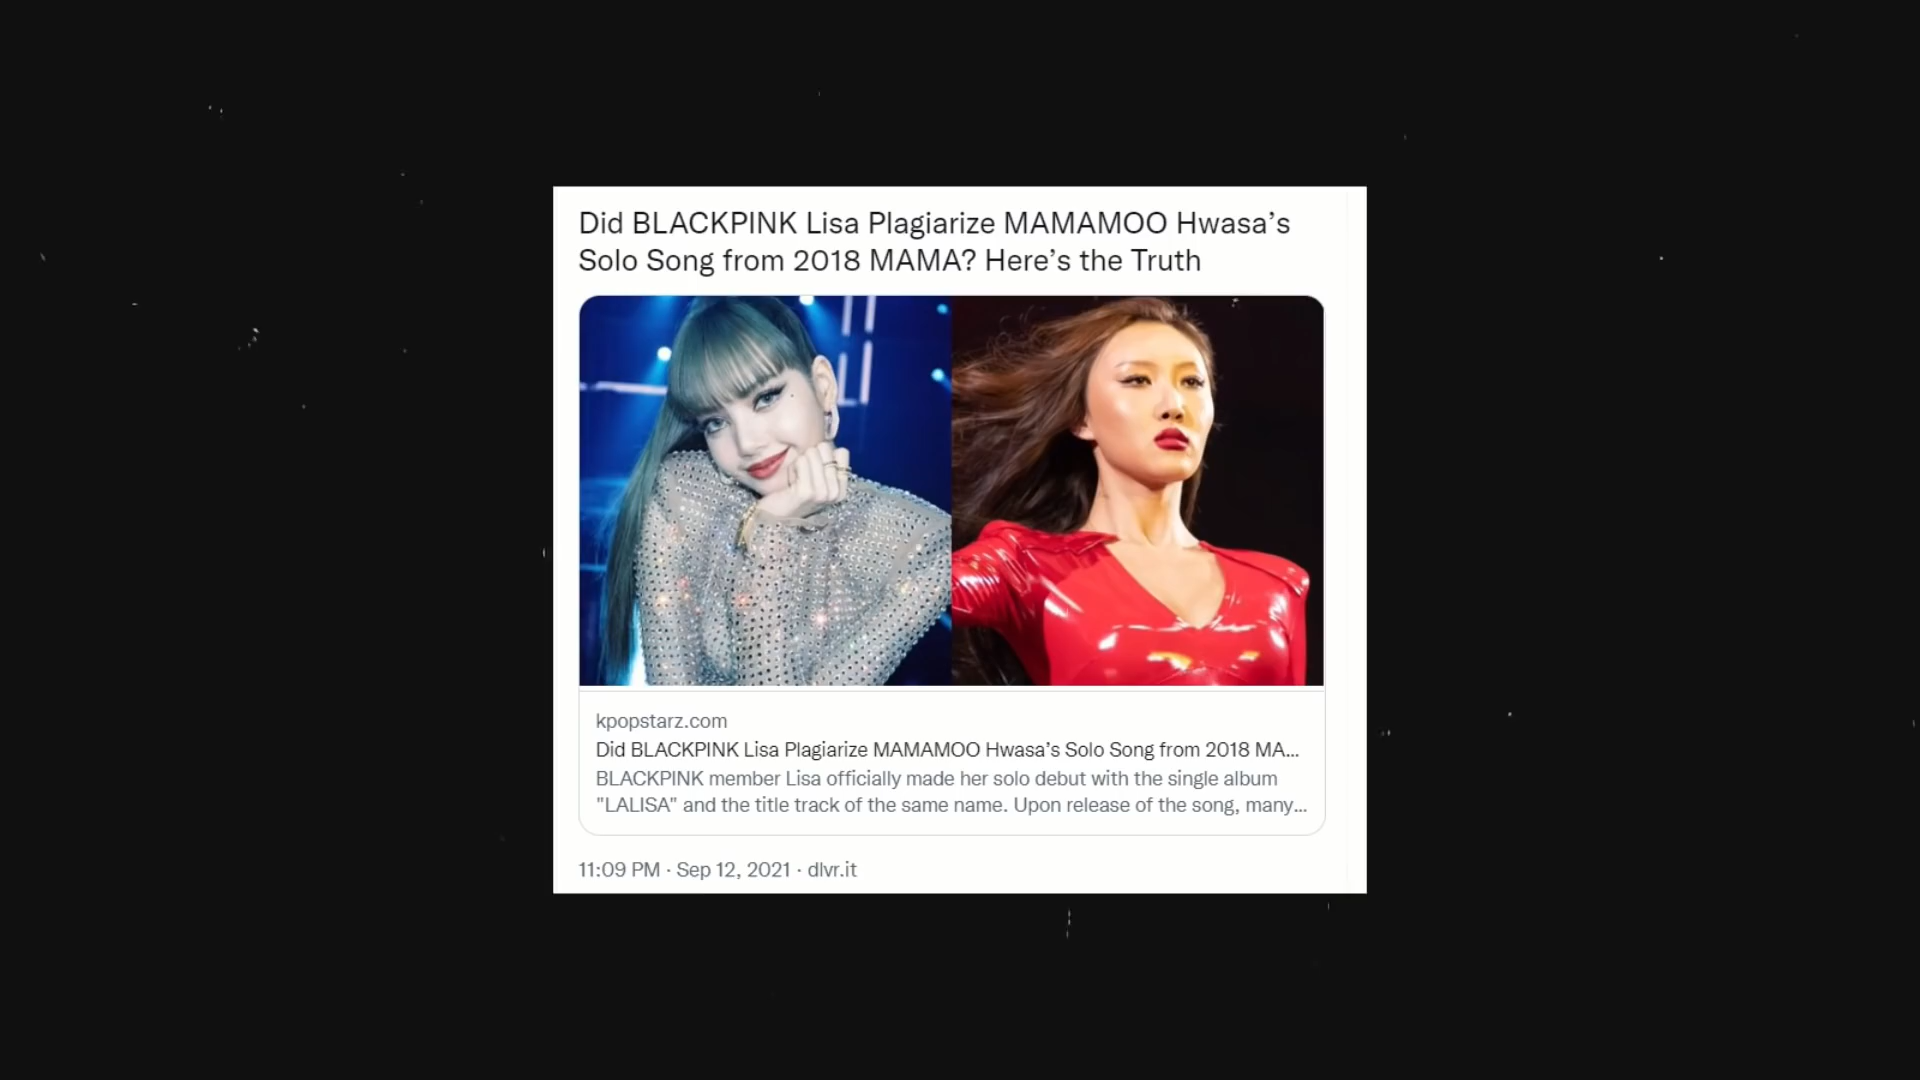 Did BLACKPINK Lisa Plagiarize MAMAMOO Hwasa’s
Solo Song from 2018 MAMA? Here’s the Truth
kpopstarz.com
Did BLACKPINK Lisa Plagiarize MAMAMOO Hwasa’s Solo Song from 2018 MA...
BLACKPINK member Lisa officially made her solo debut with the single album
"LALISA" and the title track of the same name. Upon release of the song, many...
11:09 PM · Sep 12, 2021 · dlvr.it